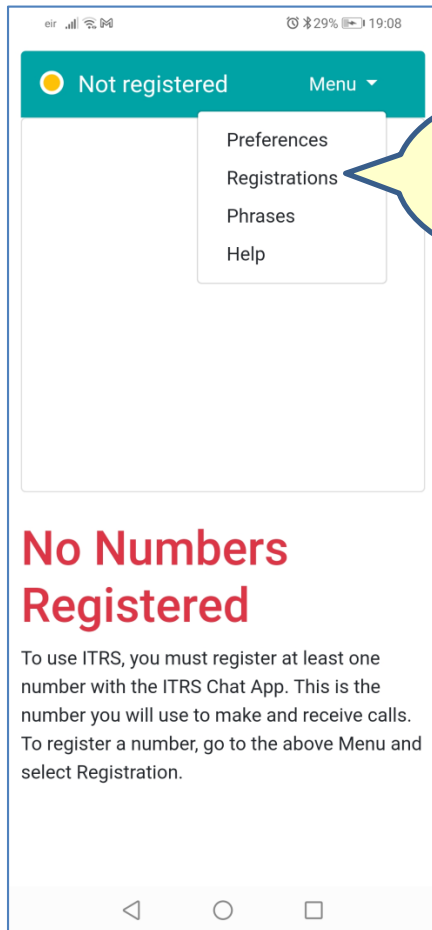 eir 29% 19:08
Not registered Menu
Preferences
Registrations
Phrases
Help
No Numbers
Registered
To use ITRS, you must register at least one
number with the ITRS Chat App. This is the
number you will use to make and receive calls.
To register a number, go to the above Menu and
select Registration.